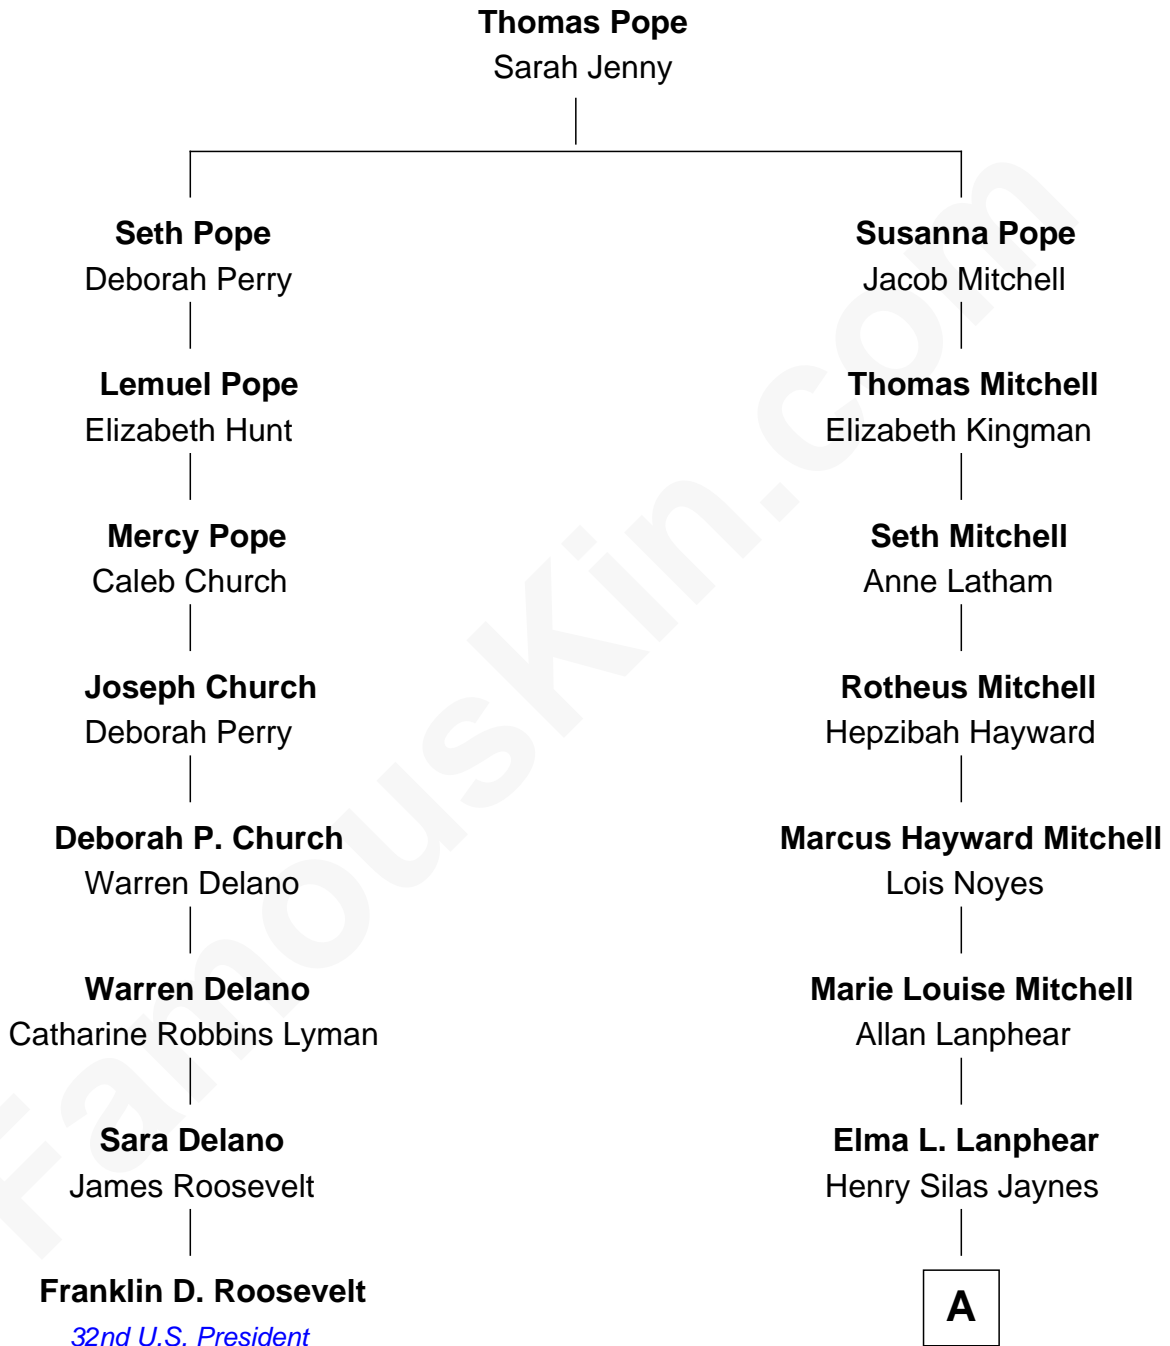 Thomas Pope
Sarah Jenny
Seth Pope
Deborah Perry
Lemuel Pope
Elizabeth Hunt
Mercy Pope
Caleb Church
Joseph Church
Deborah Perry
Deborah P. Church
Warren Delano
Warren Delano
Catharine Robbins Lyman
Sara Delano
James Roosevelt
Franklin D. Roosevelt
32nd U.S. President
Susanna Pope
Jacob Mitchell
Thomas Mitchell
Elizabeth Kingman
Seth Mitchell
Anne Latham
Rotheus Mitchell
Hepzibah Hayward
Marcus Hayward Mitchell
Lois Noyes
Marie Louise Mitchell
Allan Lanphear
Elma L. Lanphear
Henry Silas Jaynes
A
FamousKin.com